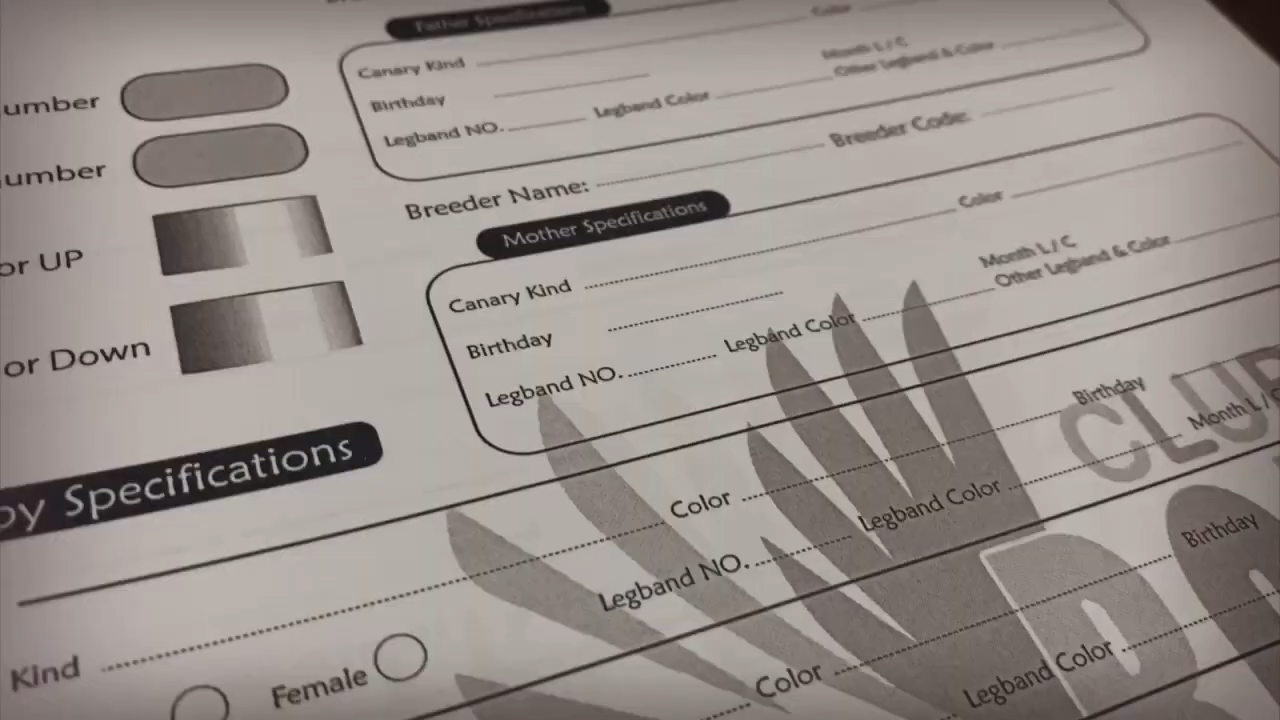 Father Specifications
Canary Kind Color
Birthday Month L / C
Legband NO. Legband Color Other Legband & Color
Breeder Name: Breeder Code:
Mother Specifications
Canary Kind Color
Birthday Month L / C
Legband NO. Legband Color Other Legband & Color
umber
umber
or UP
or Down
by Specifications
Kind Color Birthday
Female Legband NO. Legband Color Month L / C
Color Birthday
Legband Color
CLUB